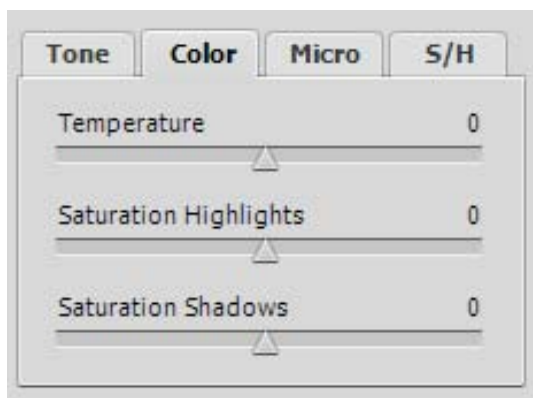 Tone Color Micro S/H
Temperature 0
Saturation Highlights 0
Saturation Shadows 0